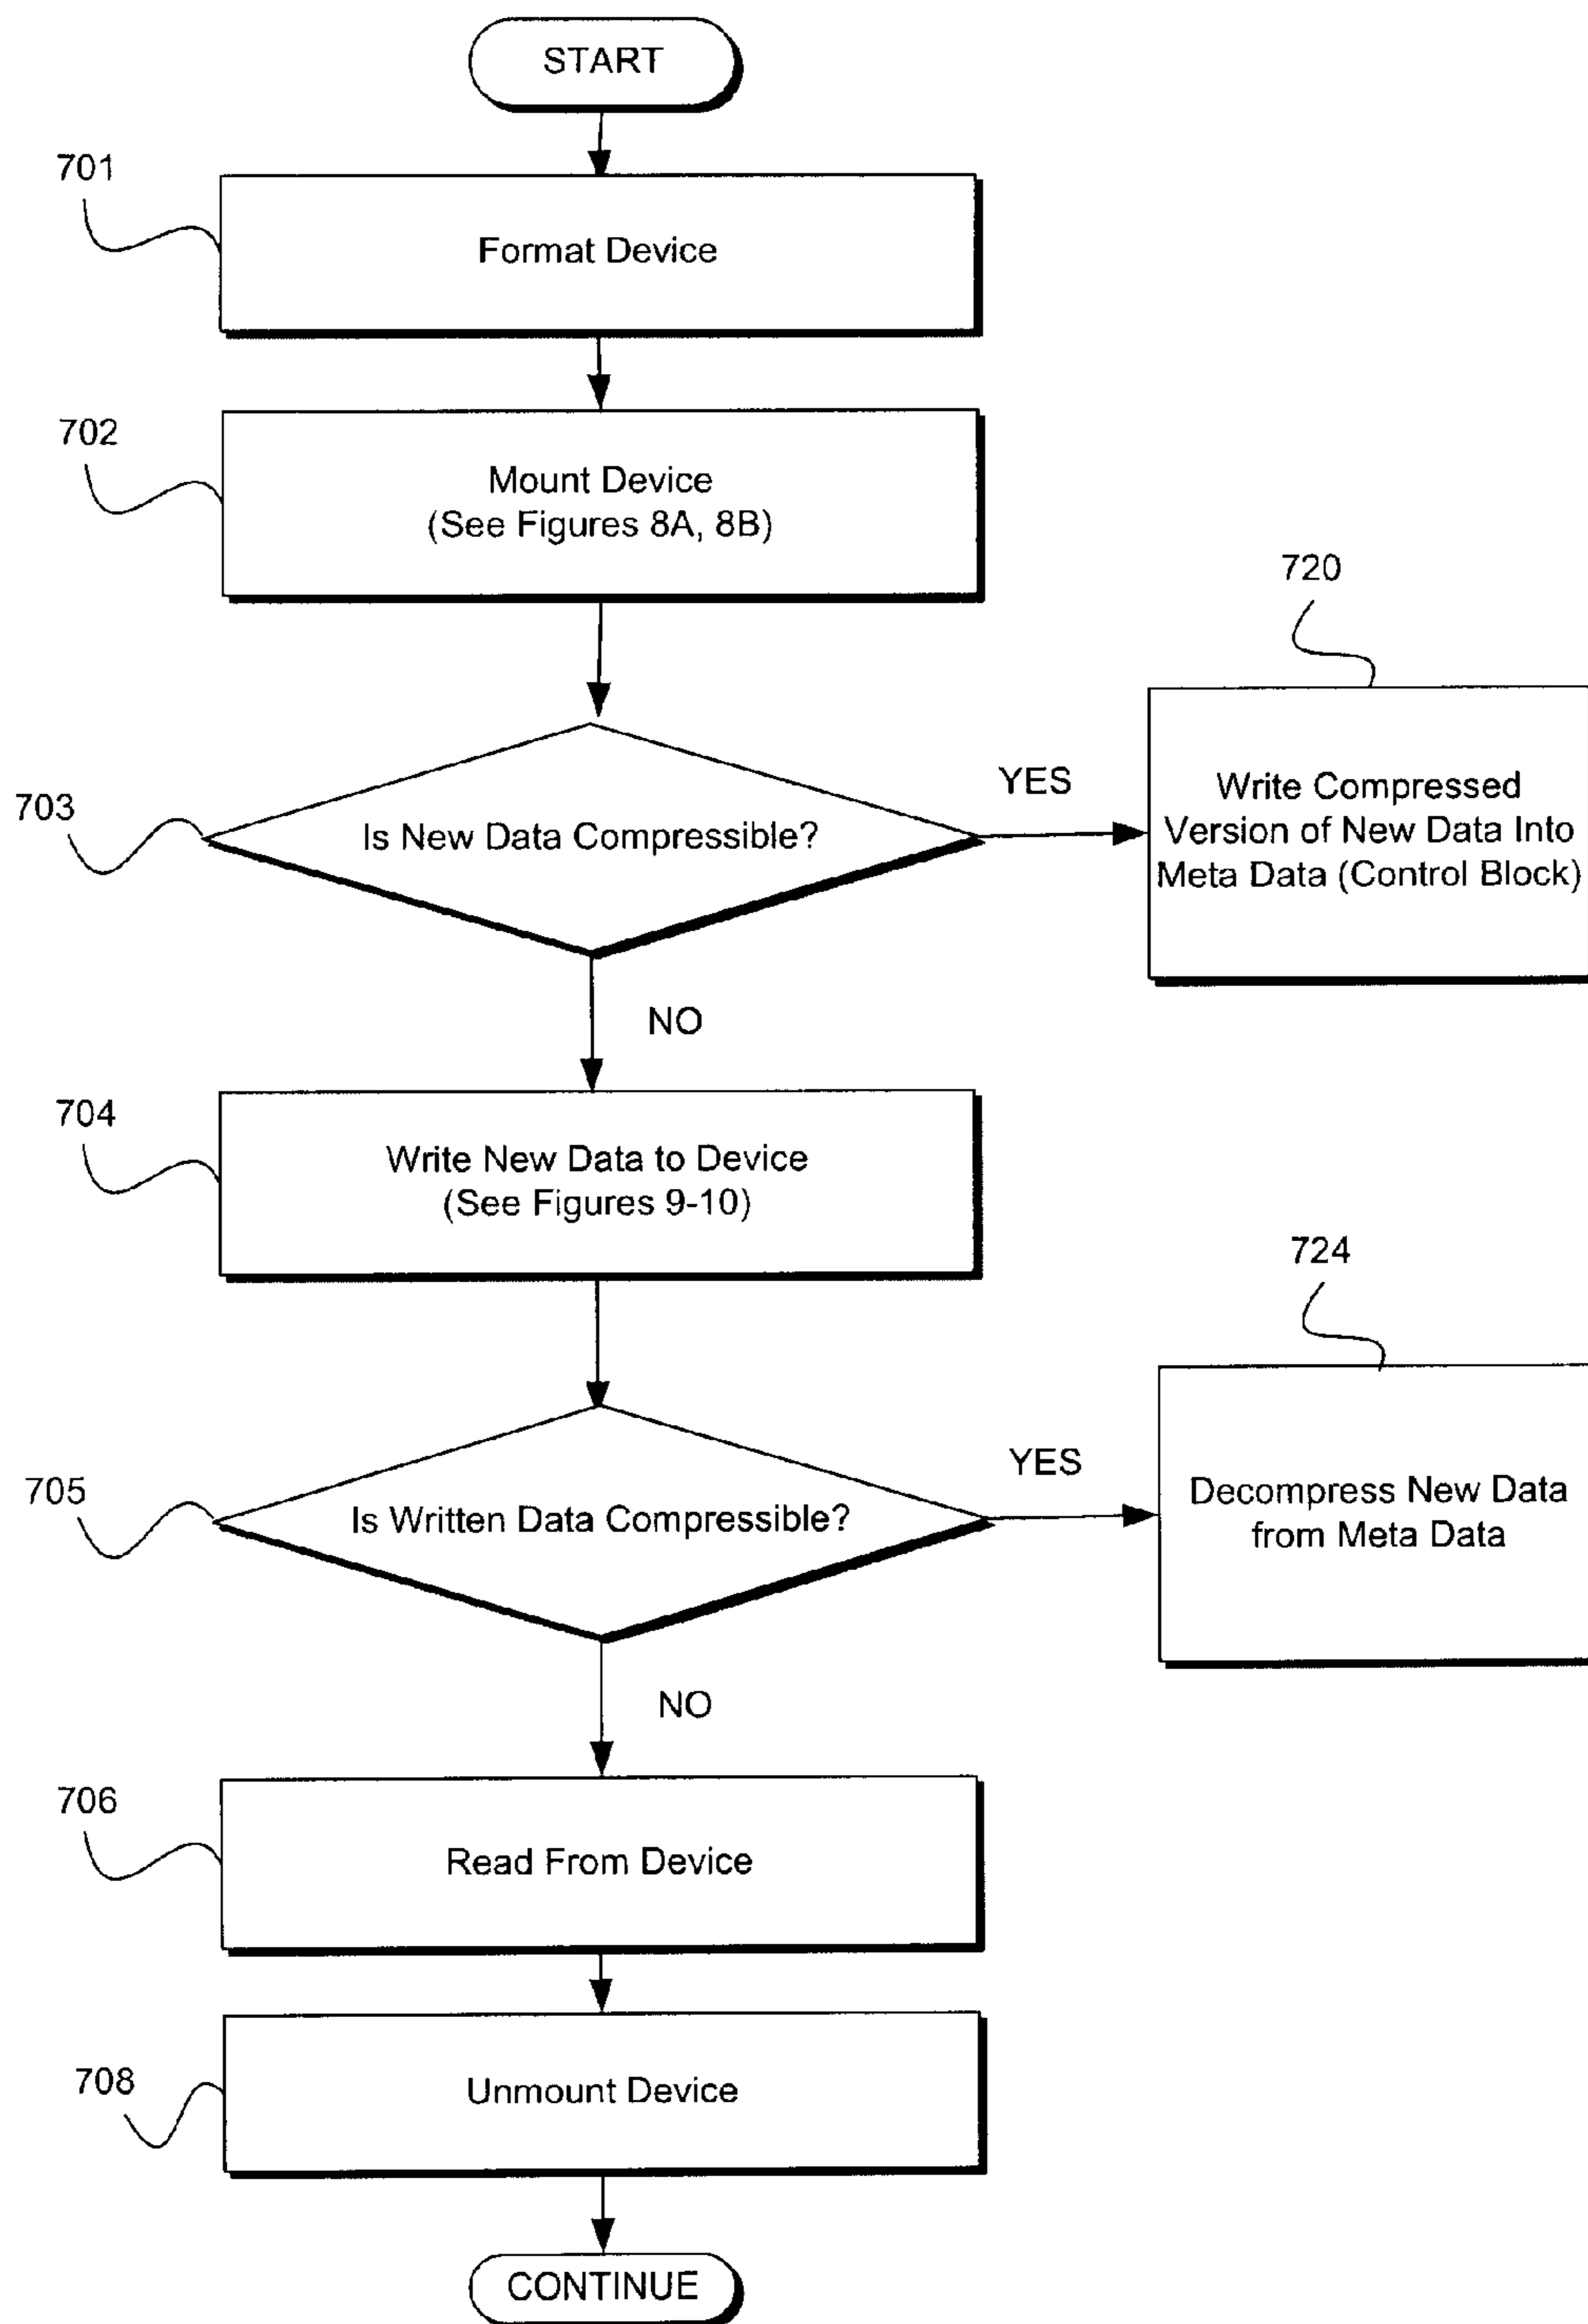 START
701
Format Device
702
Mount Device
(See Figures 8A, 8B)
720
703
Is New Data Compressible?
YES
Write Compressed
Version of New Data Into
Meta Data (Control Block)
NO
704
Write New Data to Device
(See Figures 9-10)
724
705
Is Written Data Compressible?
YES
Decompress New Data
from Meta Data
NO
706
Read From Device
708
Unmount Device
CONTINUE